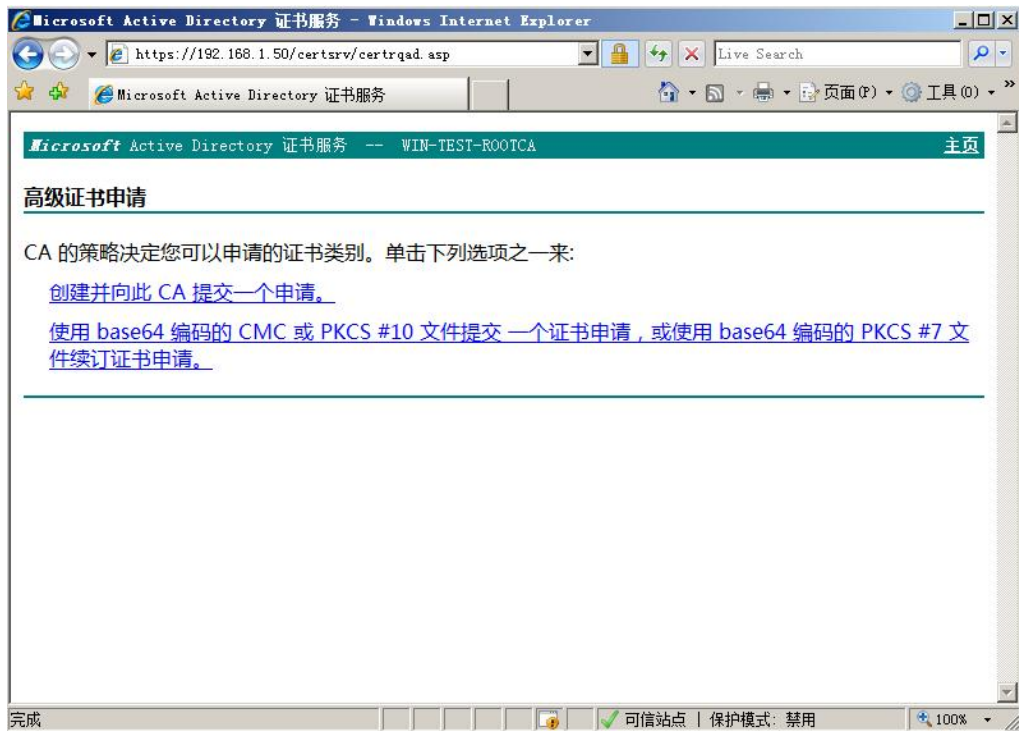 Microsoft Active Directory 证书服务 - Windows Internet Explorer
https://192.168.1.50/certsrv/certrqad.asp
Live Search
Microsoft Active Directory 证书服务
页面(P)
工具(O)
»
Microsoft Active Directory 证书服务 -- WIN-TEST-ROOTCA
主页
高级证书申请
CA 的策略决定您可以申请的证书类别。单击下列选项之一来:
创建并向此 CA 提交一个申请。
使用 base64 编码的 CMC 或 PKCS #10 文件提交 一个证书申请，或使用 base64 编码的 PKCS #7 文
件续订证书申请。
完成
可信站点 | 保护模式: 禁用
100%